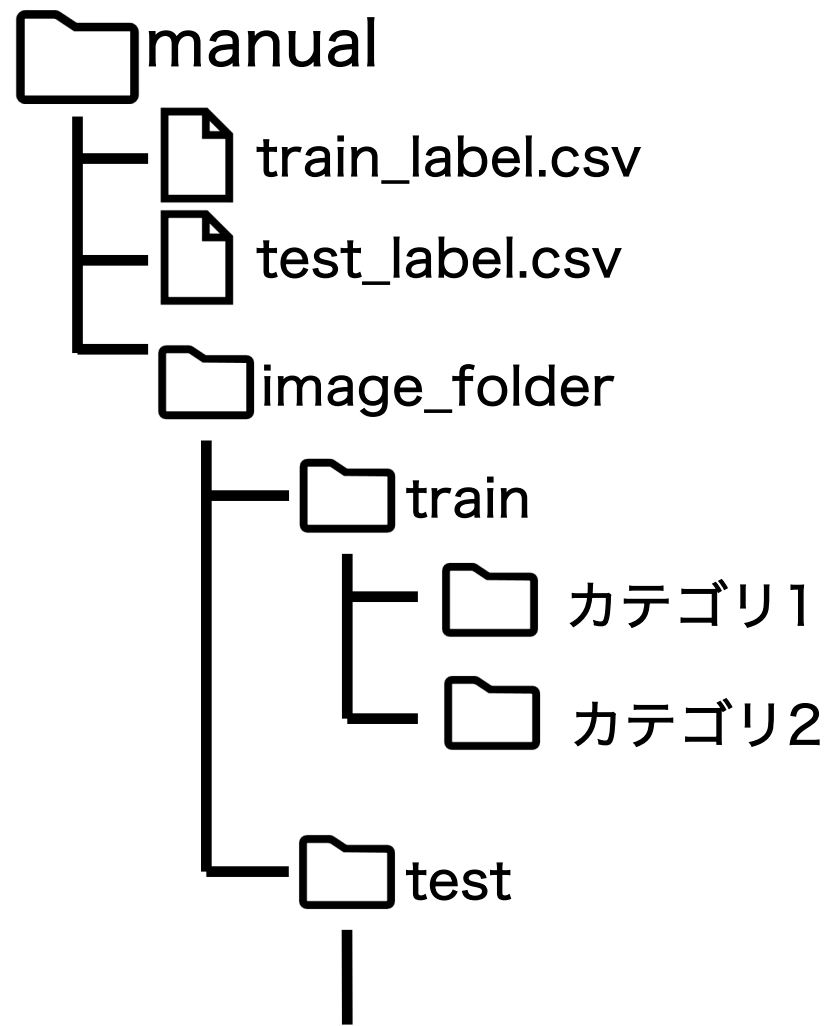 manual
train_label.csv
test_label.csv
image_folder
train
カテゴリ1
カテゴリ2
test